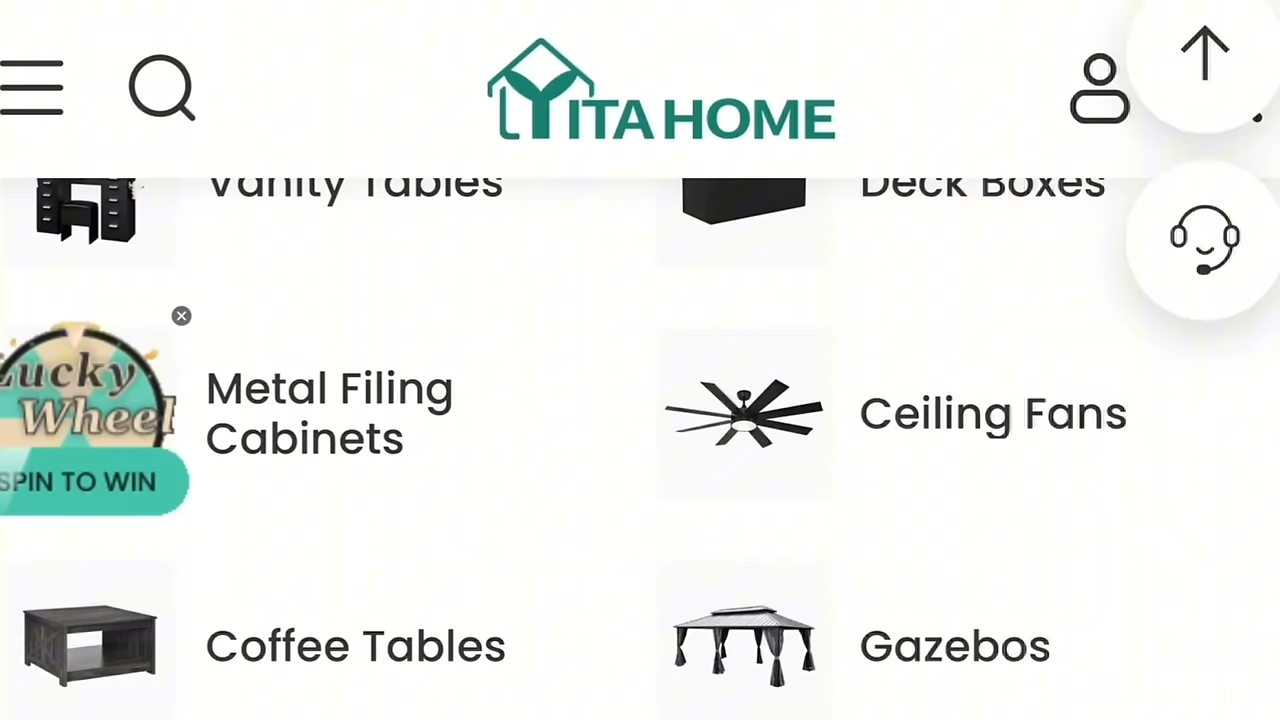 YITA HOME
Vanity Tables
Deck Boxes
Lucky
Wheel
SPIN TO WIN
Metal Filing
Cabinets
Ceiling Fans
Coffee Tables
Gazebos